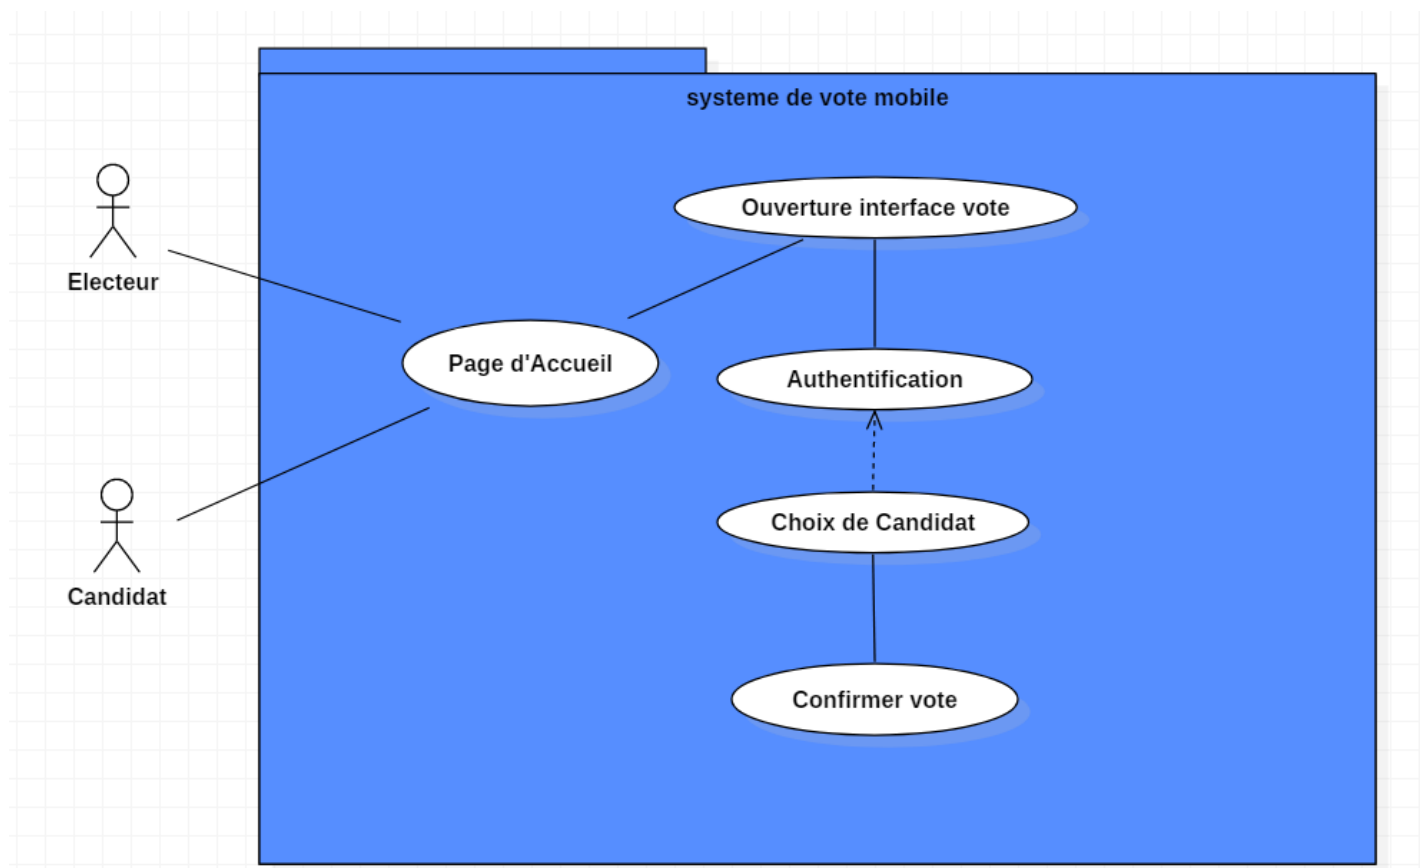 systeme de vote mobile
Ouverture interface vote
Electeur
Page d'Accueil
Authentification
Choix de Candidat
Candidat
Confirmer vote